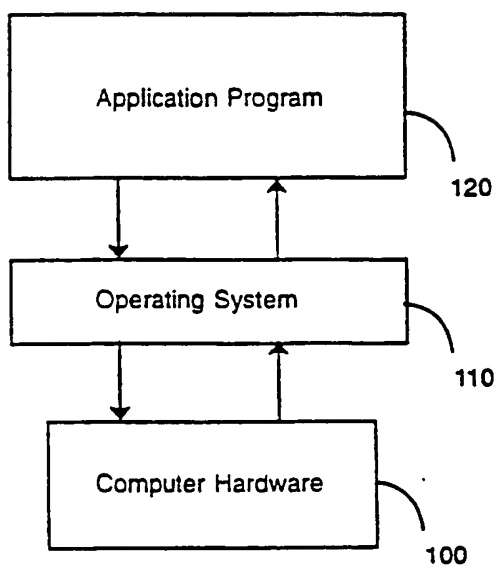 Application Program
120
Operating System
110
Computer Hardware
100